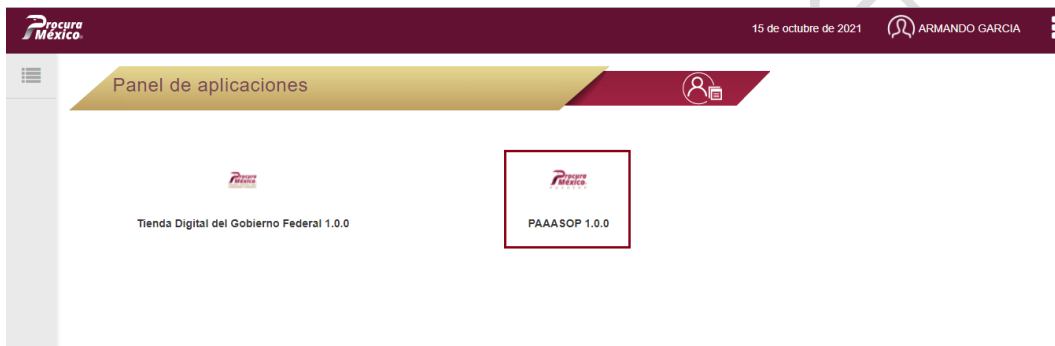 Procura
México.
15 de octubre de 2021
ARMANDO GARCIA
Panel de aplicaciones
Procura
México
Procura
México.
Tienda Digital del Gobierno Federal 1.0.0
PAAASOP 1.0.0